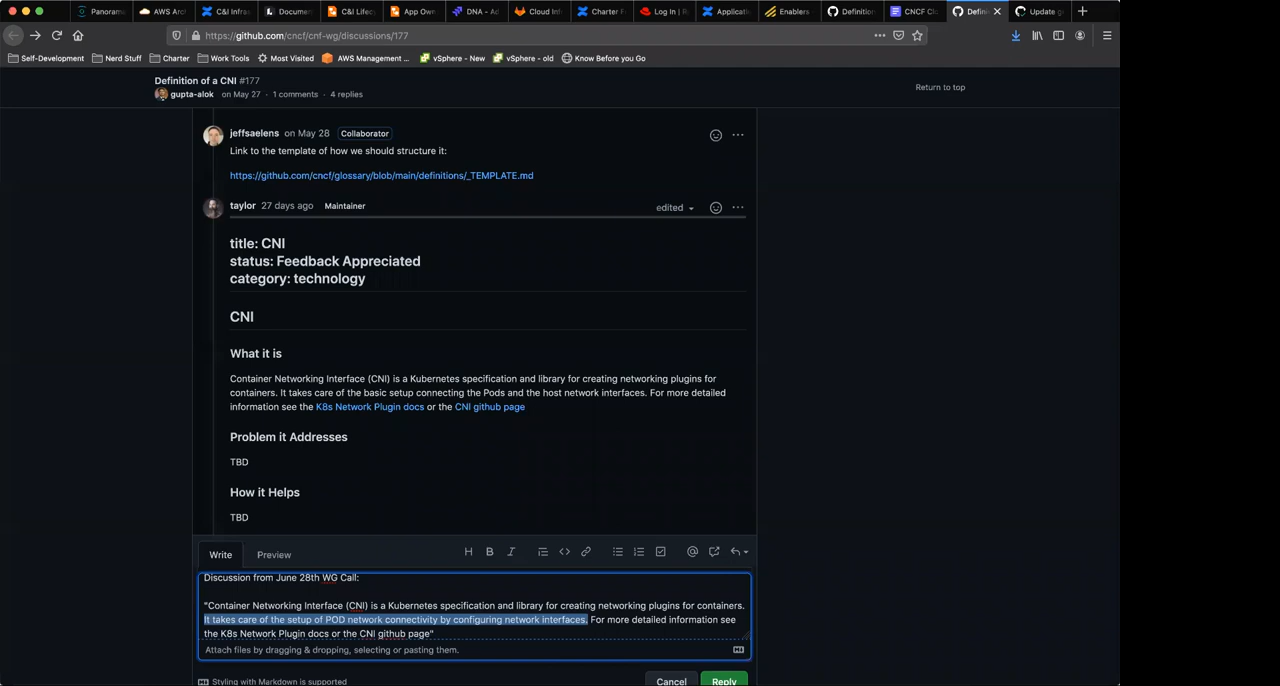 Panorama
AWS Arc
C&I Infra
Documen
C&I Lifec
App Own
DNA - Ad
Cloud Inf
Charter F
Log In | R
Applicati
Enablers
Definition
CNCF Cl
Defini
Update g
https://github.com/cncf/cnf-wg/discussions/177
Self-Development
Nerd Stuff
Charter
Work Tools
Most Visited
AWS Management ...
vSphere - New
vSphere - old
Know Before you Go
Definition of a CNI #177
gupta-alok on May 27 · 1 comments · 4 replies
Return to top
jeffsaelens on May 28 Collaborator
Link to the template of how we should structure it:
https://github.com/cncf/glossary/blob/main/definitions/_TEMPLATE.md
taylor 27 days ago Maintainer
edited
title: CNI
status: Feedback Appreciated
category: technology
CNI
What it is
Container Networking Interface (CNI) is a Kubernetes specification and library for creating networking plugins for
containers. It takes care of the basic setup connecting the Pods and the host network interfaces. For more detailed
information see the K8s Network Plugin docs or the CNI github page
Problem it Addresses
TBD
How it Helps
TBD
Write
Preview
Discussion from June 28th WG Call:
"Container Networking Interface (CNI) is a Kubernetes specification and library for creating networking plugins for containers.
It takes care of the setup of POD network connectivity by configuring network interfaces. For more detailed information see
the K8s Network Plugin docs or the CNI github page"
Attach files by dragging & dropping, selecting or pasting them.
Styling with Markdown is supported
Cancel
Reply